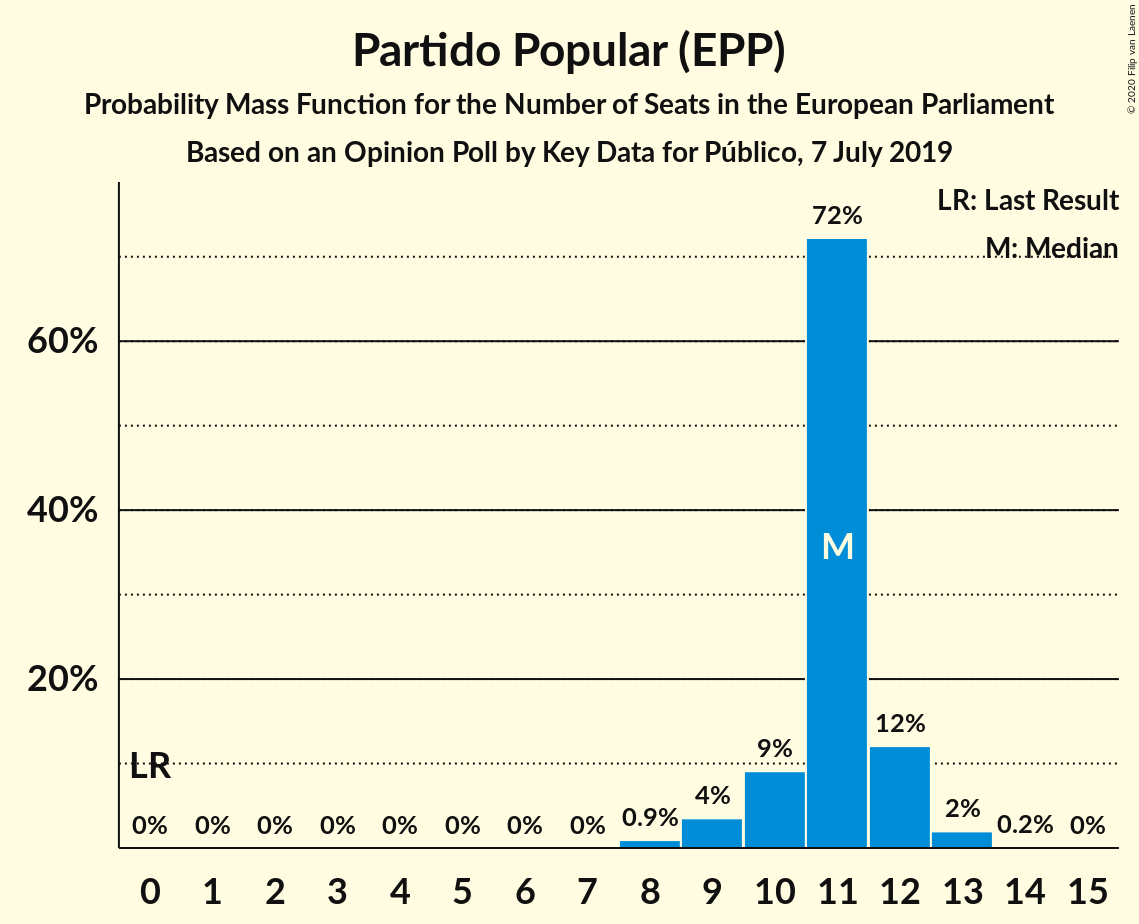 Partido Popular (EPP)
Probability Mass Function for the Number of Seats in the European Parliament
Based on an Opinion Poll by Key Data for Público, 7 July 2019
© 2020 Filip van Laenen
LR: Last Result
M: Median
72%
60%
40%
M
20%
12%
9%
LR
4%
2%
0% 0% 0% 0% 0% 0% 0% 0% 0.9% 0.2% 0%
0 1 2 3 4 5 6 7 8 9 10 11 12 13 14 15